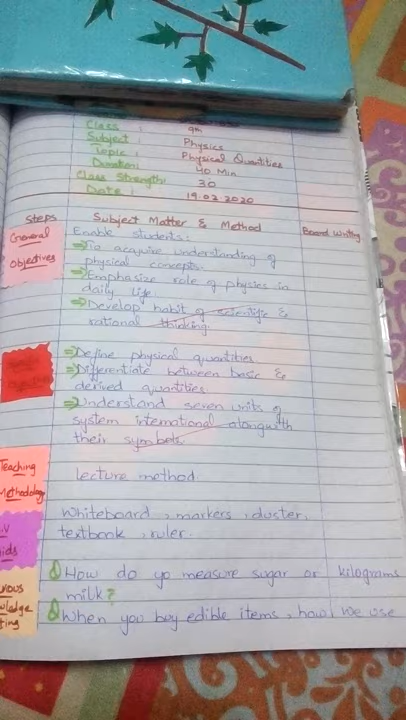 Class : 9th
Subject : Physics
Topic : Physical Quantities
Duration : 40 Min
Class Strength: 30
Date : 19.02.2020
Steps Subject Matter & Method Board Writing
General Enable students:
Objectives ⇒To acquire understanding of
physical concepts.
⇒Emphasize role of physics in
daily life.
⇒Develop habit of scientific &
rational thinking.
⇒Define physical quantities.
⇒Differentiate between basic &
derived quantities.
⇒Understand seven units of
system international alongwith
their symbols.
Teaching
Methodology lecture method.
.V
ids
Whiteboard, markers, duster,
textbook, ruler.
How do yo measure sugar or kilograms
milk?
When you boy edible items, how we use